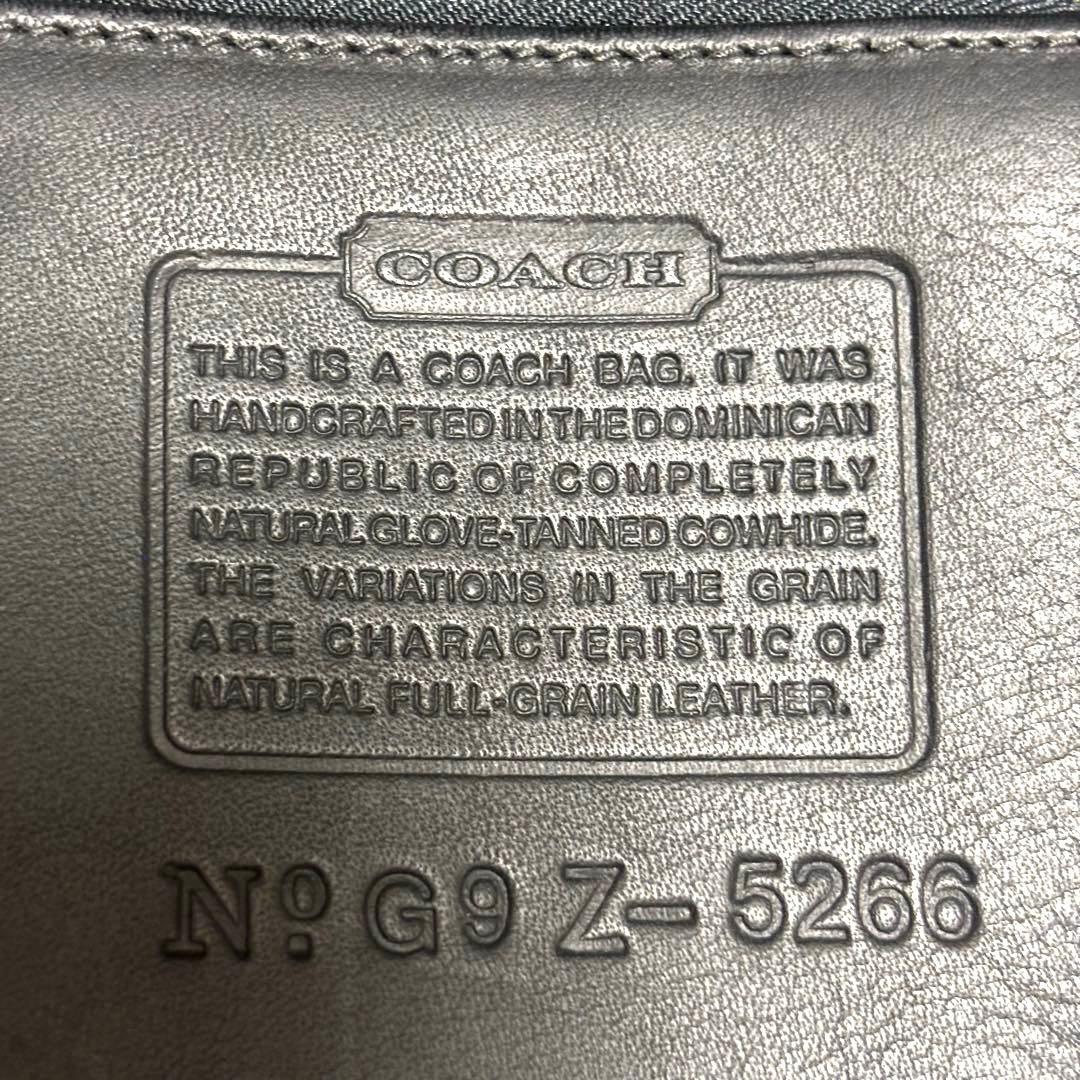 COACH
THIS IS A COACH BAG. IT WAS
HANDCRAFTED IN THE DOMINICAN
REPUBLIC OF COMPLETELY
NATURAL GLOVE-TANNED COWHIDE.
THE VARIATIONS IN THE GRAIN
ARE CHARACTERISTIC OF
NATURAL FULL-GRAIN LEATHER.
Nº G9Z-5266